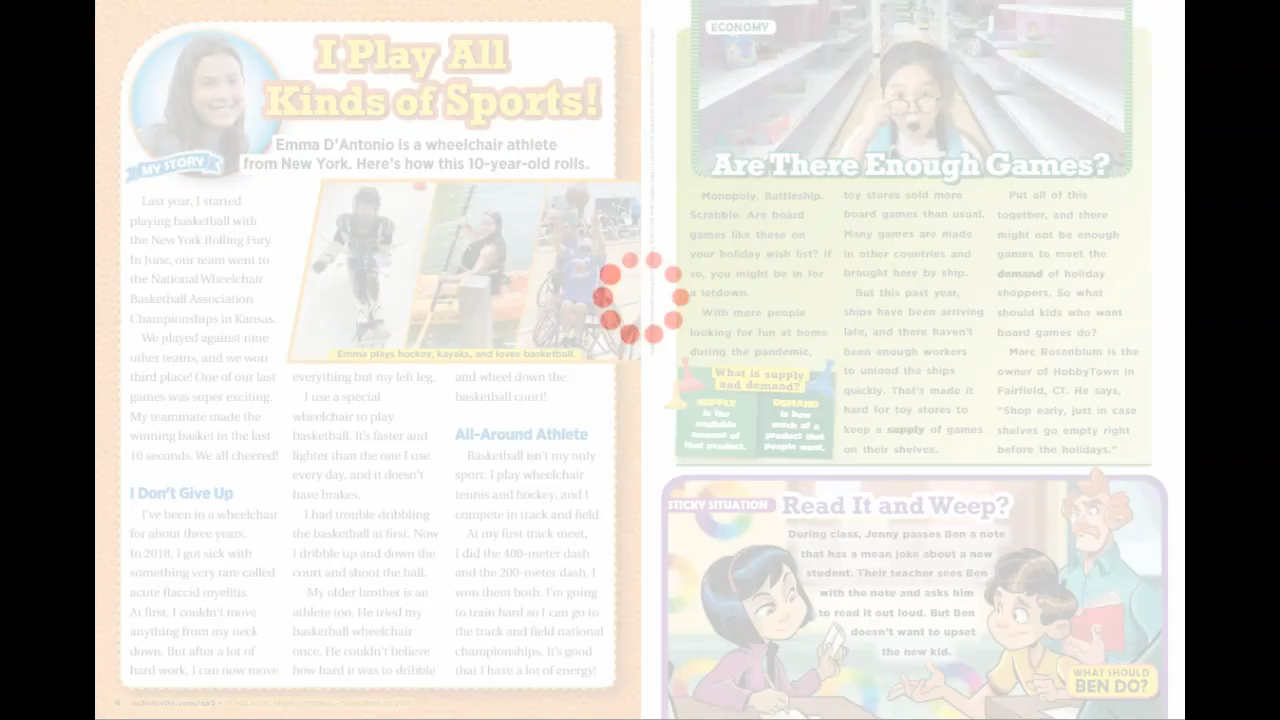 I Play All
Kinds of Sports!
Emma D'Antonio is a wheelchair athlete
from New York. Here's how this 10-year-old rolls.
MY STORY
Last year, I started
playing basketball with
the New York Rolling Fury.
In June, our team went to
the National Wheelchair
Basketball Association
Championships in Kansas.
We played against nine
other teams, and we won
third place! One of our last
games was super exciting.
My teammate made the
winning basket in the last
10 seconds. We all cheered!
I Don't Give Up
I've been in a wheelchair
for about three years.
In 2018, I got sick with
something very rare called
acute flaccid myelitis.
At first, I couldn't move
anything from my neck
down. But after a lot of
hard work, I can now move
Emma plays hockey, kayaks, and loves basketball.
everything but my left leg.
I use a special
wheelchair to play
basketball. It's faster and
lighter than the one I use
every day, and it doesn't
have brakes.
I had trouble dribbling
the basketball at first. Now
I dribble up and down the
court and shoot the ball.
My older brother is an
athlete too. He tried my
basketball wheelchair
once. He couldn't believe
how hard it was to dribble
and wheel down the
basketball court!
All-Around Athlete
Basketball isn't my only
sport. I play wheelchair
tennis and hockey, and I
compete in track and field.
At my first track meet,
I did the 400-meter dash
and the 200-meter dash. I
won them both. I'm going
to train hard so I can go to
the track and field national
championships. It's good
that I have a lot of energy!
scholastic.com/sn3
ECONOMY
Are There Enough Games?
Monopoly. Battleship.
Scrabble. Are board
games like these on
your holiday wish list? If
so, you might be in for
a letdown.
With more people
looking for fun at home
during the pandemic,
What is supply
and demand?
SUPPLY
is the
available
amount of
that product.
DEMAND
is how
much of a
product that
people want.
toy stores sold more
board games than usual.
Many games are made
in other countries and
brought here by ship.
But this past year,
ships have been arriving
late, and there haven't
been enough workers
to unload the ships
quickly. That's made it
hard for toy stores to
keep a supply of games
on their shelves.
Put all of this
together, and there
might not be enough
games to meet the
demand of holiday
shoppers. So what
should kids who want
board games do?
Marc Rosenblum is the
owner of HobbyTown in
Fairfield, CT. He says,
"Shop early, just in case
shelves go empty right
before the holidays."
STICKY SITUATION
Read It and Weep?
During class, Jenny passes Ben a note
that has a mean joke about a new
student. Their teacher sees Ben
with the note and asks him
to read it out loud. But Ben
doesn't want to upset
the new kid.
WHAT SHOULD
BEN DO?